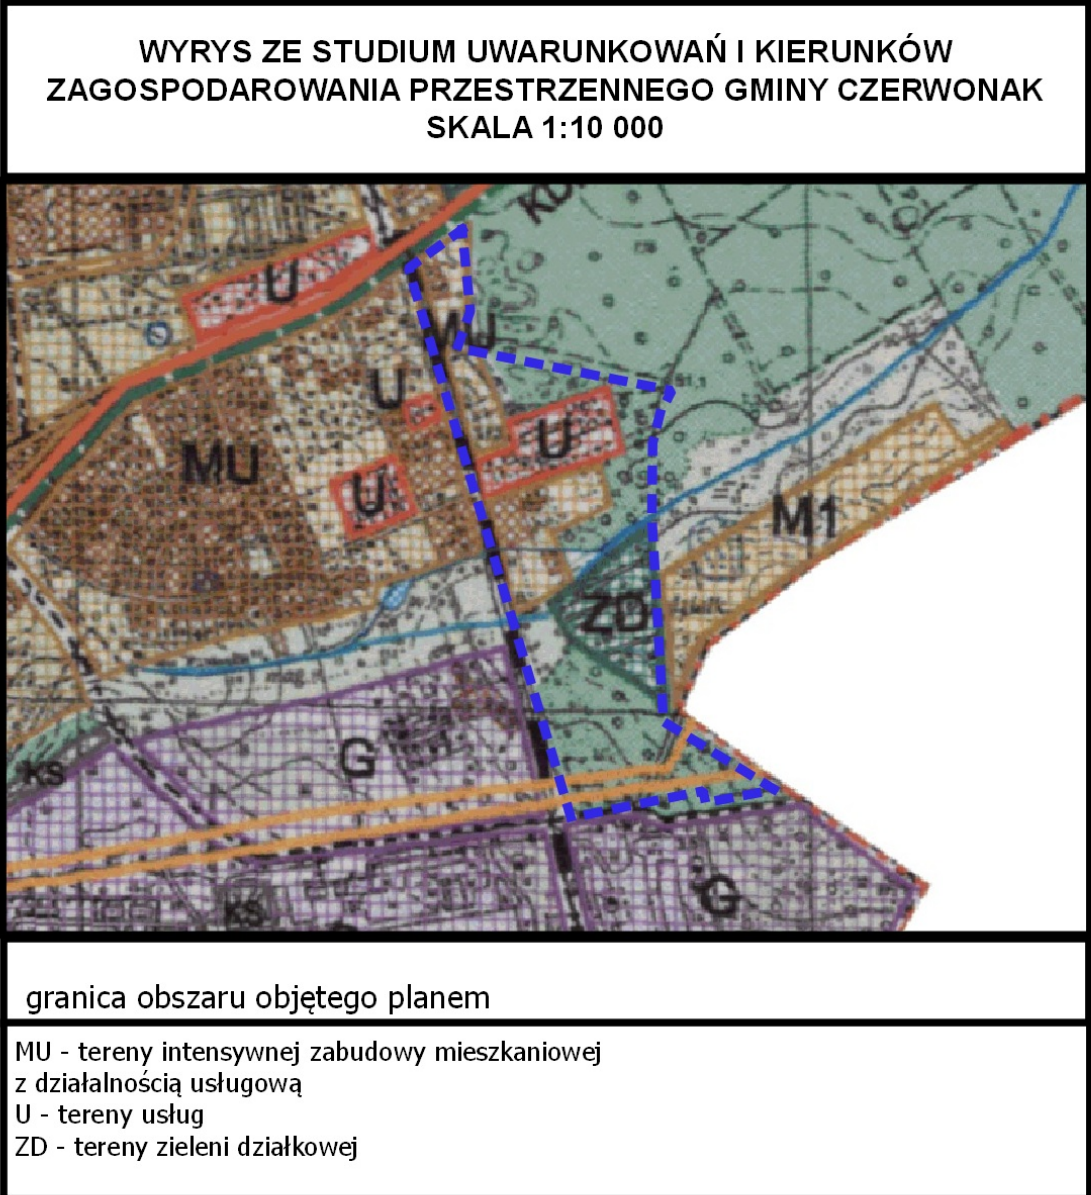 WYRYS ZE STUDIUM UWARUNKOWAŃ I KIERUNKÓW
ZAGOSPODAROWANIA PRZESTRZENNEGO GMINY CZERWONAK
SKALA 1:10 000
U
MU
U
U
MU
U
M1
ZD
G
KS
G
KS
granica obszaru objętego planem
MU - tereny intensywnej zabudowy mieszkaniowej
z działalnością usługową
U - tereny usług
ZD - tereny zieleni działkowej